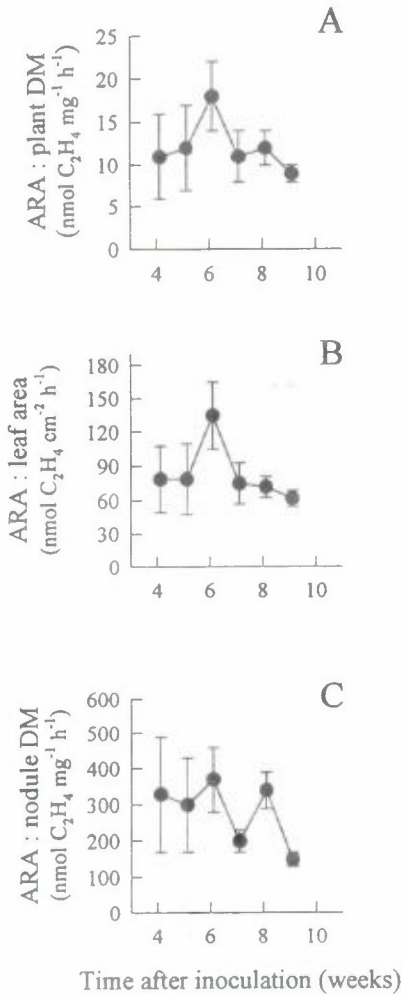 A
ARA : plant DM
(nmol C₂H₄ mg⁻¹ h⁻¹)
25
20
15
10
5
0
4 6 8 10
B
ARA : leaf area
(nmol C₂H₄ cm⁻² h⁻¹)
180
150
120
90
60
30
0
4 6 8 10
C
ARA : nodule DM
(nmol C₂H₄ mg⁻¹ h⁻¹)
600
500
400
300
200
100
0
4 6 8 10
Time after inoculation (weeks)